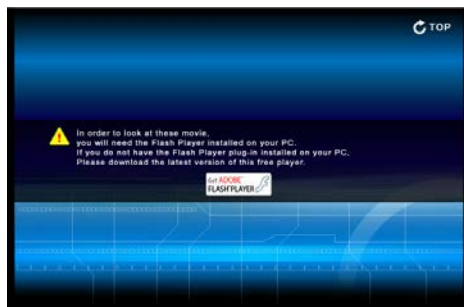 TOP
In order to look at these movie,
you will need the Flash Player installed on your PC.
If you do not have the Flash Player plug-in installed on your PC,
Please download the latest version of this free player.
Get ADOBE
FLASH PLAYER